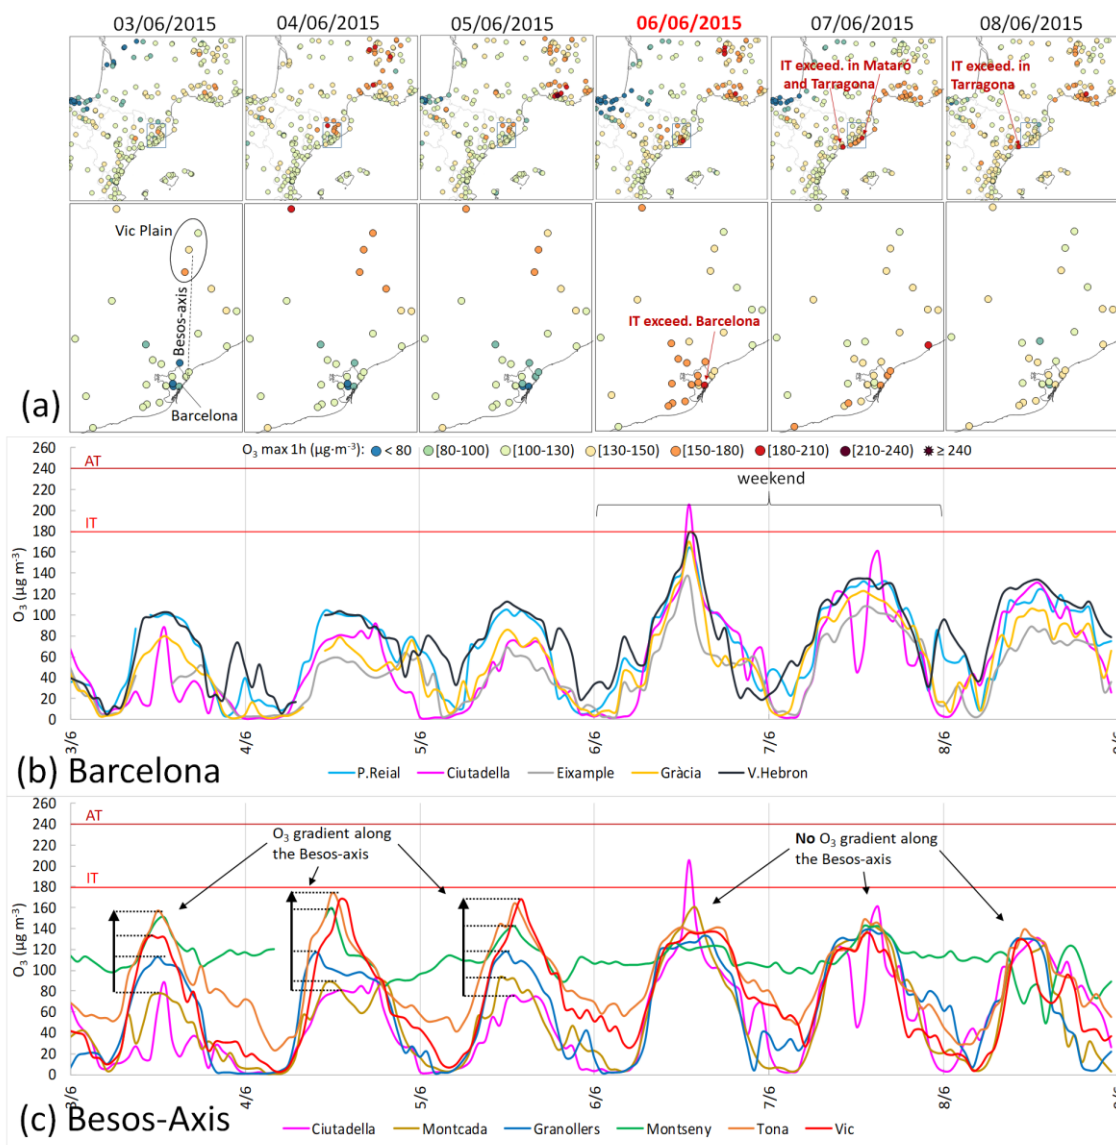 03/06/2015 04/06/2015 05/06/2015 06/06/2015 07/06/2015 08/06/2015
IT exceed. in Mataro
and Tarragona
IT exceed. in
Tarragona
Vic Plain
Besos-axis
Barcelona
IT exceed. Barcelona
(a)
O₃ max 1h (µg·m⁻³): < 80 [80-100) [100-130) [130-150) [150-180) [180-210) [210-240) ≥ 240
260
240
220
200
180
160
140
120
100
80
60
40
20
0
O₃ (µg m⁻³)
AT
IT
weekend
3/6 4/6 5/6 6/6 7/6 8/6
(b) Barcelona
P.Reial Ciutadella Eixample Gràcia V.Hebron
260
240
220
200
180
160
140
120
100
80
60
40
20
0
O₃ (µg m⁻³)
AT
IT
O₃ gradient along
the Besos-axis
No O₃ gradient along
the Besos-axis
3/6 4/6 5/6 6/6 7/6 8/6
(c) Besos-Axis
Ciutadella Montcada Granollers Montseny Tona Vic